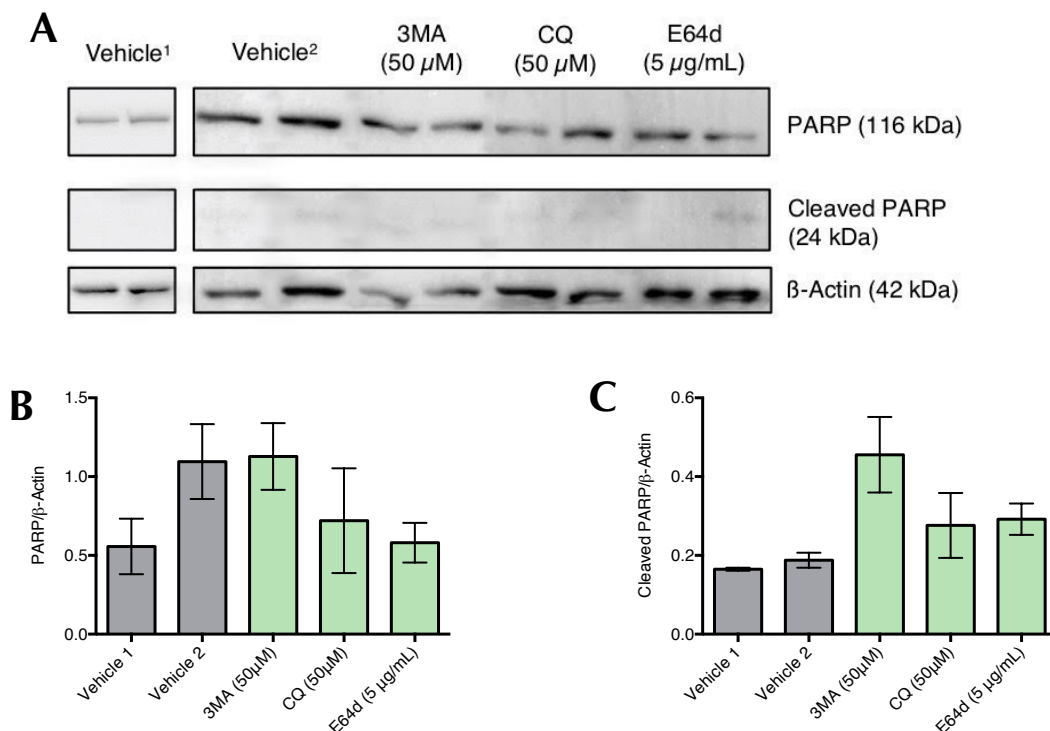 A
Vehicle¹
Vehicle²
3MA
(50 µM)
CQ
(50 µM)
E64d
(5 µg/mL)
PARP (116 kDa)
Cleaved PARP
(24 kDa)
ß-Actin (42 kDa)
B
PARP/β-Actin
1.5
1.0
0.5
0.0
Vehicle 1
Vehicle 2
3MA (50µM)
CQ (50µM)
E64d (5 µg/mL)
C
Cleaved PARP/β-Actin
0.6
0.4
0.2
0.0
Vehicle 1
Vehicle 2
3MA (50µM)
CQ (50µM)
E64d (5 µg/mL)